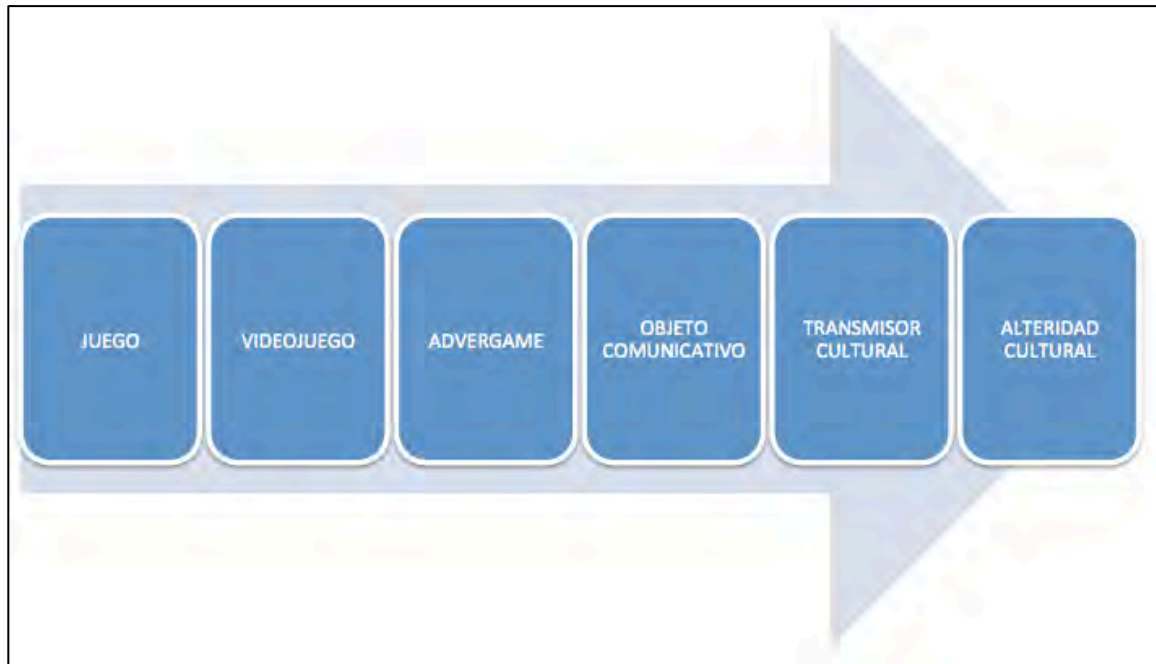 JUEGO
VIDEOJUEGO
ADVERGAME
OBJETO
COMUNICATIVO
TRANSMISOR
CULTURAL
ALTERIDAD
CULTURAL